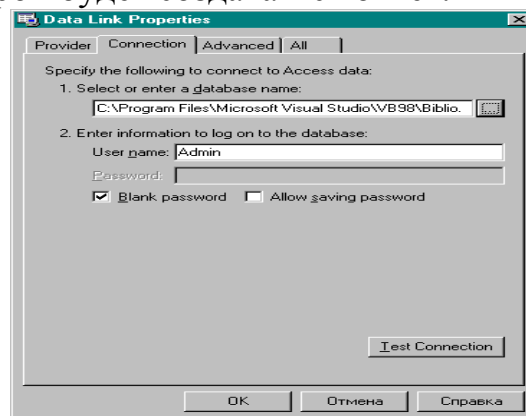 Data Link Properties
Provider Connection Advanced All
Specify the following to connect to Access data:
1. Select or enter a database name:
C:\Program Files\Microsoft Visual Studio\VB98\Biblio. ...
2. Enter information to log on to the database:
User name: Admin
Password:
Blank password Allow saving password
Test Connection
OK Отмена Справка